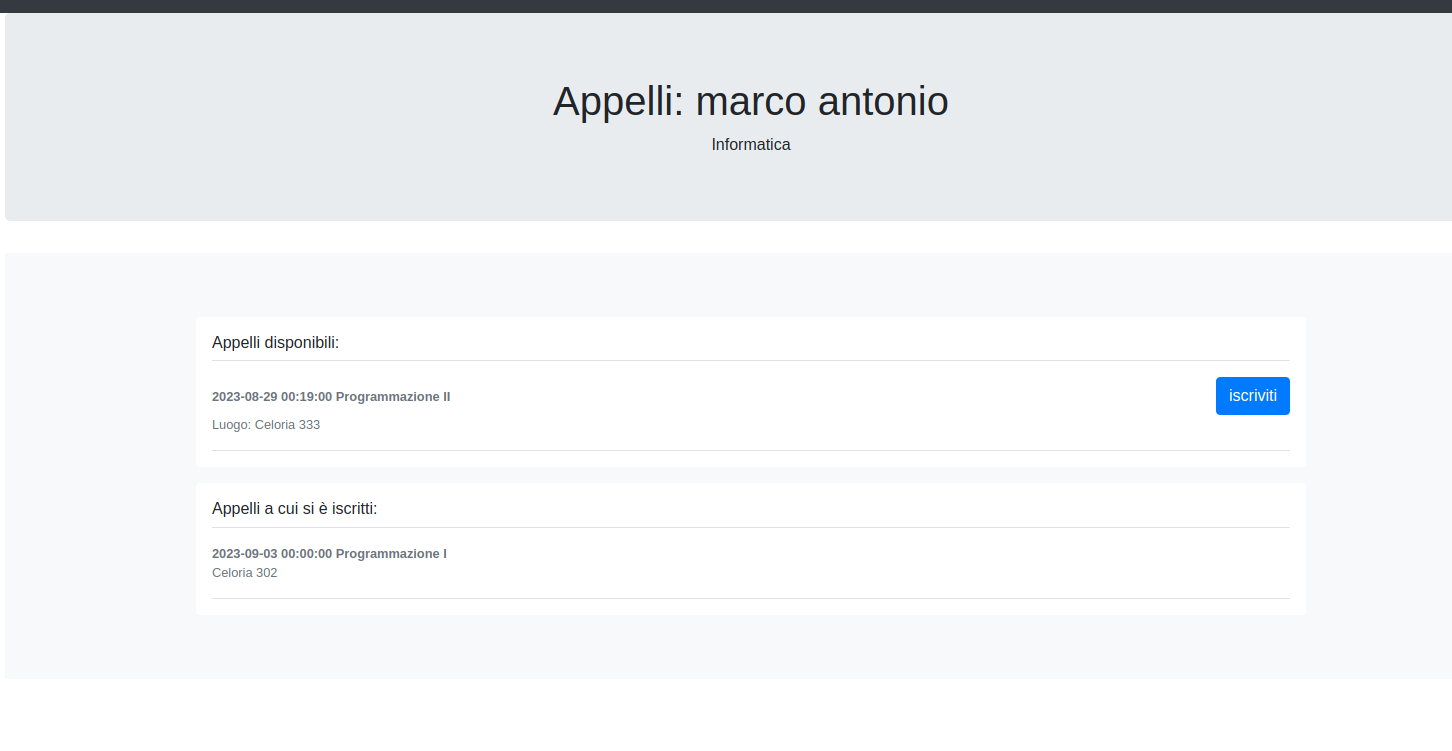 Appelli: marco antonio
Informatica
Appelli disponibili:
2023-08-29 00:19:00 Programmazione II
iscriviti
Luogo: Celoria 333
Appelli a cui si è iscritti:
2023-09-03 00:00:00 Programmazione I
Celoria 302